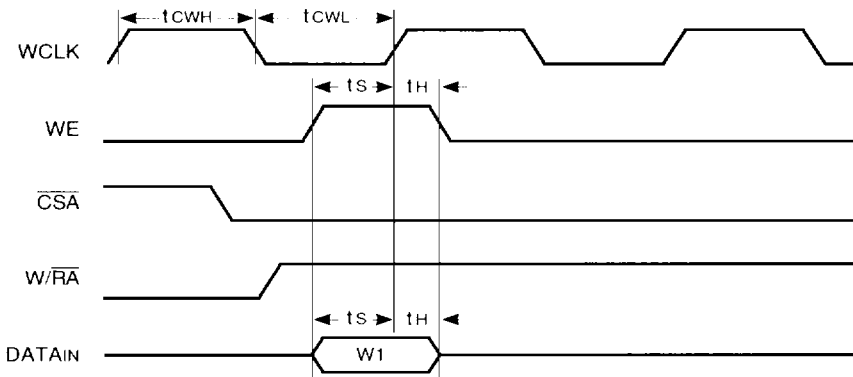 tCWH tCWL
WCLK
tS tH
WE
CSA
W/RA
tS tH
DATAIN W1